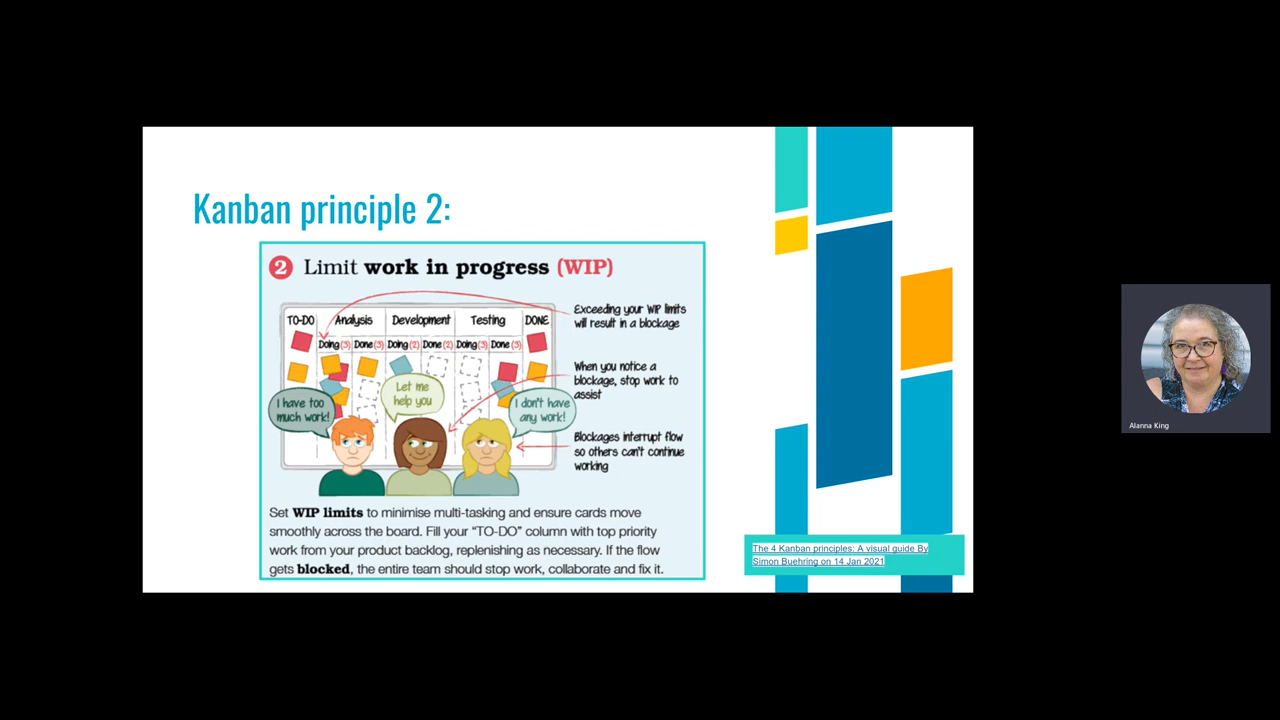 Kanban principle 2:
2 Limit work in progress (WIP)
TO-DO Analysis Development Testing DONE
Doing (3) Done (3) Doing (2) Done (2) Doing (3) Done (3)
Exceeding your WIP limits
will result in a blockage
When you notice a
blockage, stop work to
assist
Blockages interrupt flow
so others can't continue
working
I have too
much work!
Let me
help you
I don't have
any work!
Set WIP limits to minimise multi-tasking and ensure cards move
smoothly across the board. Fill your “TO-DO” column with top priority
work from your product backlog, replenishing as necessary. If the flow
gets blocked, the entire team should stop work, collaborate and fix it.
The 4 Kanban principles: A visual guide By
Simon Buehring on 14 Jan 2021
Alanna King